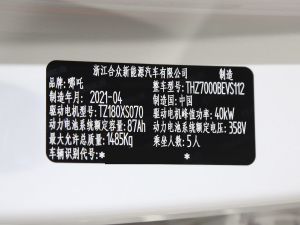 浙江合众新能源汽车有限公司 制造
品牌:哪吒 整车型号:THZ7000BEVS112
制造年月:2021-04 制造国:中国
驱动电机型号:TZ180XS070 驱动电机峰值功率:40kW
动力电池系统额定容量:87Ah 动力电池系统额定电压:358V
最大允许总质量:1485Kg 乘坐人数:5人
车辆识别代号:* *